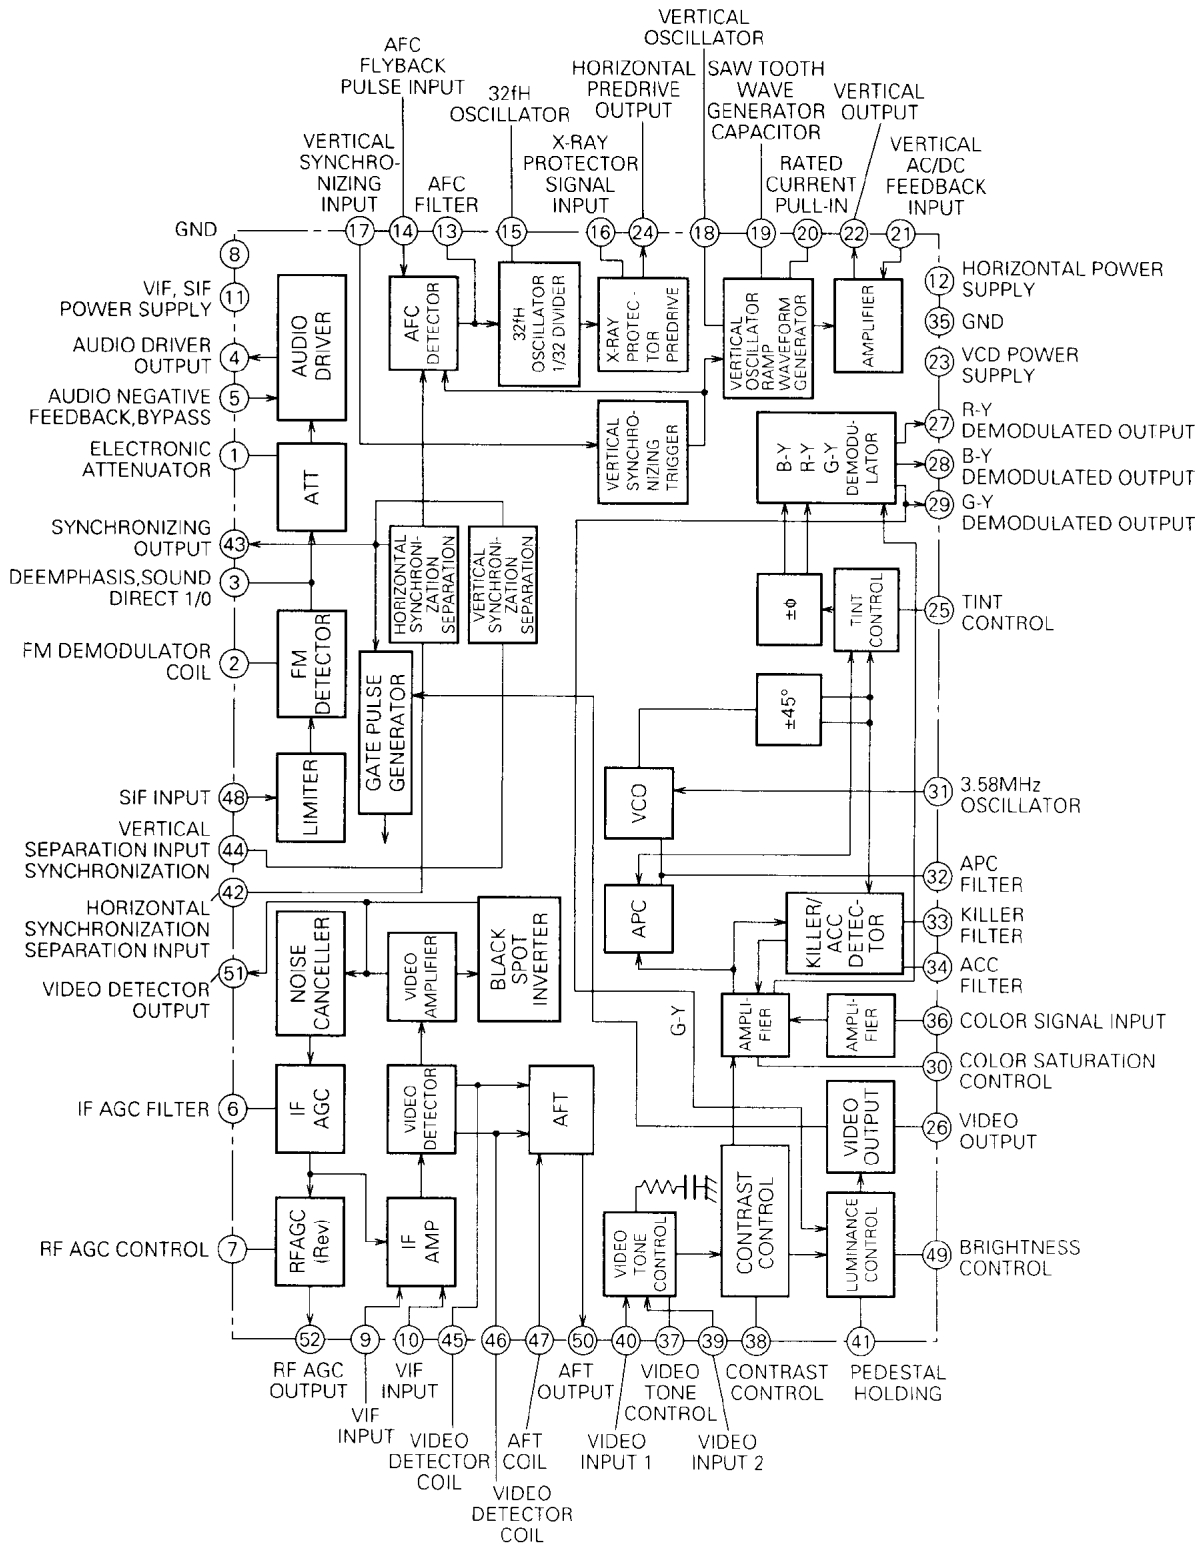 VERTICAL
OSCILLATOR
AFC
FLYBACK
PULSE INPUT
HORIZONTAL
PREDRIVE
OUTPUT
SAW TOOTH
WAVE
GENERATOR
CAPACITOR
VERTICAL
OUTPUT
32fH
OSCILLATOR
VERTICAL
SYNCHRO-
NIZING
INPUT
AFC
FILTER
X-RAY
PROTECTOR
SIGNAL
INPUT
RATED
CURRENT
PULL-IN
VERTICAL
AC/DC
FEEDBACK
INPUT
17
14
13
15
16
24
18
19
20
22
21
GND
8
VIF, SIF
POWER SUPPLY
11
AUDIO DRIVER
OUTPUT
4
AUDIO NEGATIVE
FEEDBACK, BYPASS
5
ELECTRONIC
ATTENUATOR
1
SYNCHRONIZING
OUTPUT
43
DEEMPHASIS, SOUND
DIRECT 1/0
3
FM DEMODULATOR
COIL
2
SIF INPUT
48
VERTICAL
SEPARATION INPUT
SYNCHRONIZATION
44
42
HORIZONTAL
SYNCHRONIZATION
SEPARATION INPUT
51
VIDEO DETECTOR
OUTPUT
IF AGC FILTER
6
RF AGC CONTROL
7
AUDIO
DRIVER
ATT
FM
DETECTOR
LIMITER
AFC
DETECTOR
32fH
OSCILLATOR
1/32 DIVIDER
X-RAY
PROTEC-
TOR
PREDRIVE
VERTICAL
OSCILLATOR
RAMP
WAVEFORM
GENERATOR
AMPLIFIER
VERTICAL
SYNCHRO-
NIZING
TRIGGER
B-Y
R-Y
G-Y
DEMODU-
LATOR
HORIZONTAL
SYNCHRONI-
ZATION
SEPARATION
VERTICAL
SYNCHRONI-
ZATION
SEPARATION
GATE PULSE
GENERATOR
±Φ
TINT
CONTROL
±45°
VCO
APC
KILLER/
ACC
DETEC-
TOR
NOISE
CANCELLER
VIDEO
AMPLIFIER
BLACK
SPOT
INVERTER
G-Y
AMPLI-
FIER
AMPLI-
FIER
IF
AGC
VIDEO
DETECTOR
AFT
VIDEO
OUTPUT
RFAGC
(Rev)
IF
AMP
VIDEO
TONE
CONTROL
CONTRAST
CONTROL
LUMINANCE
CONTROL
12
HORIZONTAL POWER
SUPPLY
35
GND
23
VCD POWER
SUPPLY
27
R-Y
DEMODULATED OUTPUT
28
B-Y
DEMODULATED OUTPUT
29
G-Y
DEMODULATED OUTPUT
25
TINT
CONTROL
31
3.58MHz
OSCILLATOR
32
APC
FILTER
33
KILLER
FILTER
34
ACC
FILTER
36
COLOR SIGNAL INPUT
30
COLOR SATURATION
CONTROL
26
VIDEO
OUTPUT
49
BRIGHTNESS
CONTROL
52
9
10
45
46
47
50
40
37
39
38
41
RF AGC
OUTPUT
VIF
INPUT
VIF
INPUT
VIDEO
DETECTOR
COIL
VIDEO
DETECTOR
COIL
AFT
COIL
AFT
OUTPUT
VIDEO
INPUT 1
VIDEO
TONE
CONTROL
VIDEO
INPUT 2
CONTRAST
CONTROL
PEDESTAL
HOLDING